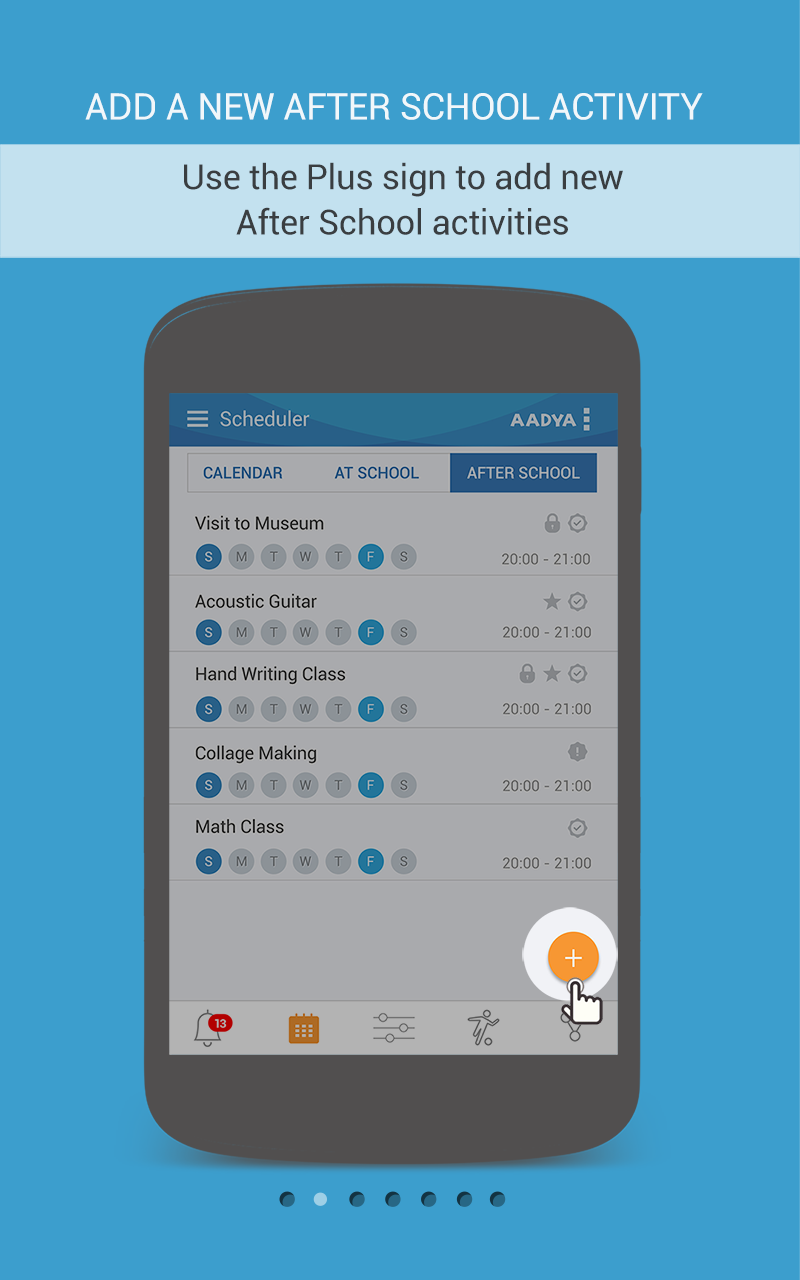 ADD A NEW AFTER SCHOOL ACTIVITY
Use the Plus sign to add new
After School activities
Scheduler AADYA
CALENDAR AT SCHOOL AFTER SCHOOL
Visit to Museum
S M T W T F S 20:00 - 21:00
Acoustic Guitar
S M T W T F S 20:00 - 21:00
Hand Writing Class
S M T W T F S 20:00 - 21:00
Collage Making
S M T W T F S 20:00 - 21:00
Math Class
S M T W T F S 20:00 - 21:00
13